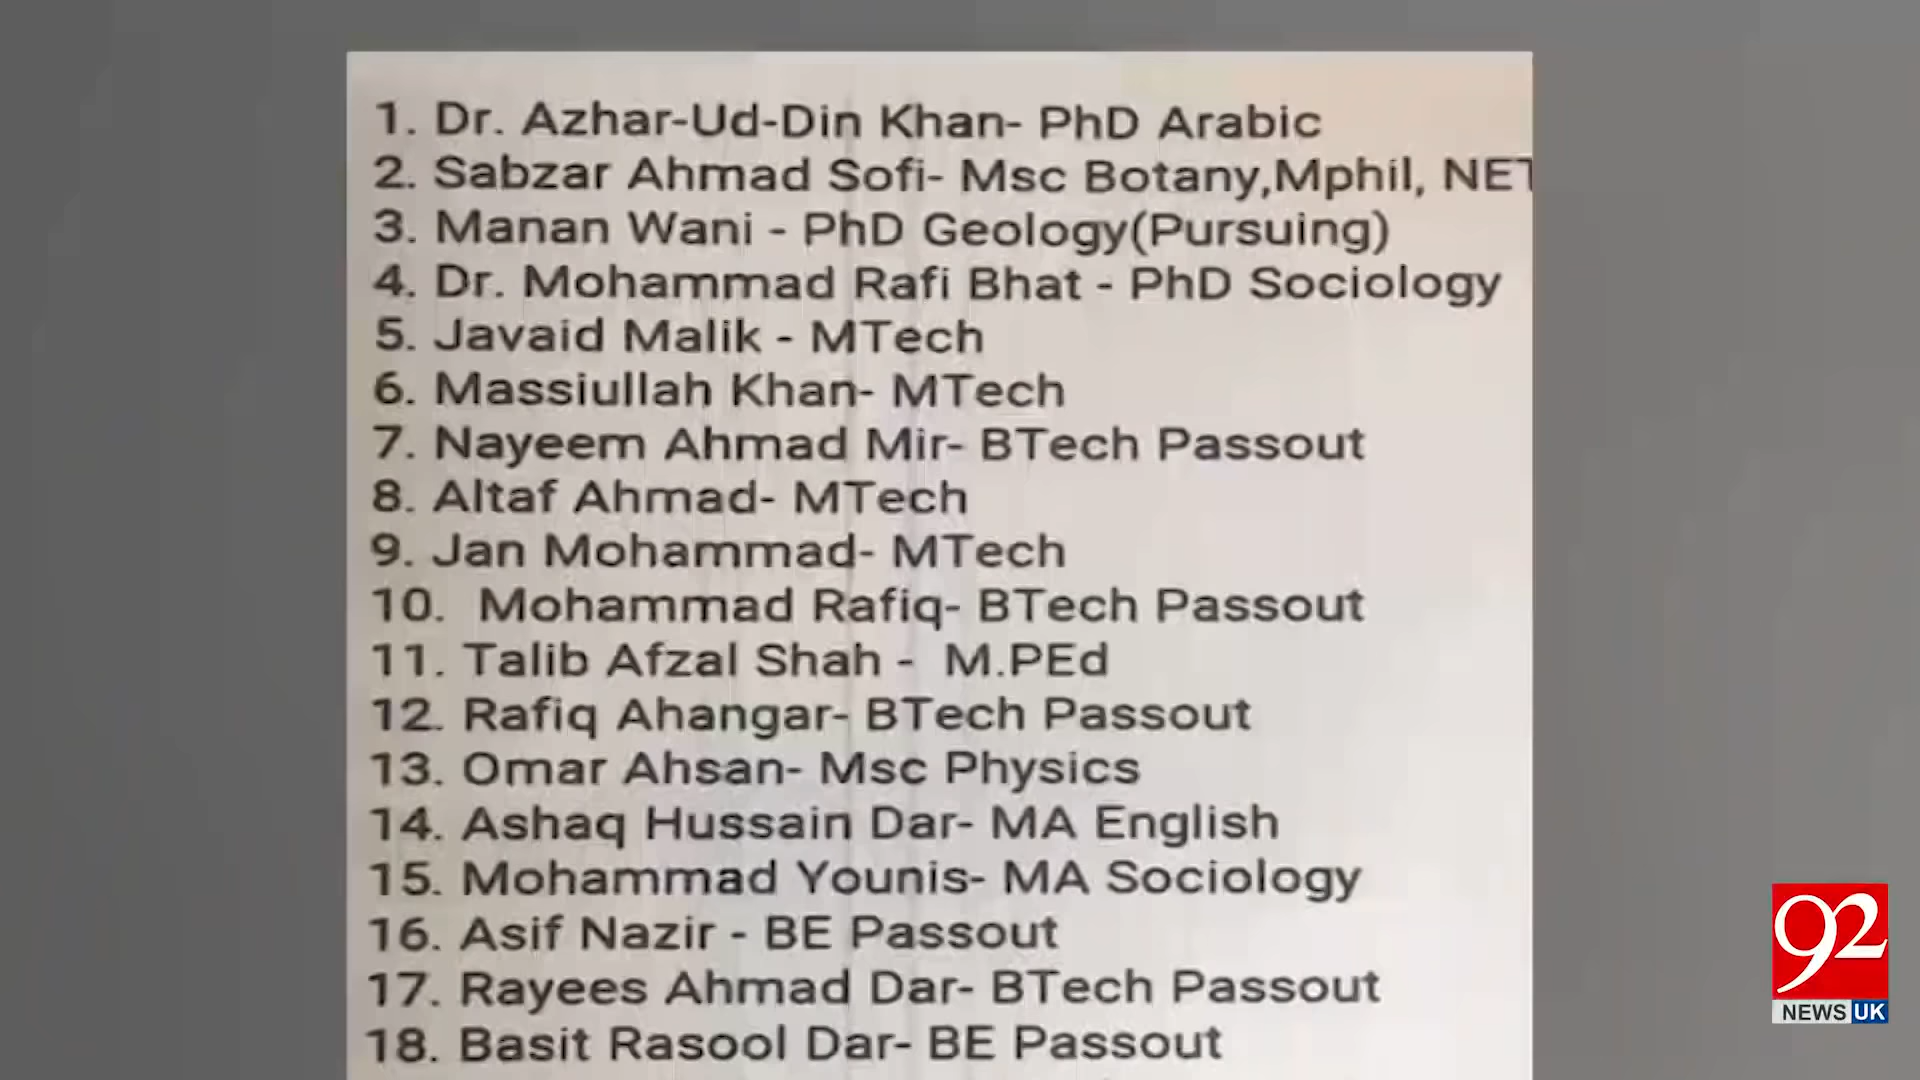 1. Dr. Azhar-Ud-Din Khan- PhD Arabic
2. Sabzar Ahmad Sofi- Msc Botany,Mphil, NET
3. Manan Wani - PhD Geology(Pursuing)
4. Dr. Mohammad Rafi Bhat - PhD Sociology
5. Javaid Malik - MTech
6. Massiullah Khan- MTech
7. Nayeem Ahmad Mir- BTech Passout
8. Altaf Ahmad- MTech
9. Jan Mohammad- MTech
10. Mohammad Rafiq- BTech Passout
11. Talib Afzal Shah - M.PEd
12. Rafiq Ahangar- BTech Passout
13. Omar Ahsan- Msc Physics
14. Ashaq Hussain Dar- MA English
15. Mohammad Younis- MA Sociology
16. Asif Nazir - BE Passout
17. Rayees Ahmad Dar- BTech Passout
18. Basit Rasool Dar- BE Passout
92
NEWS UK